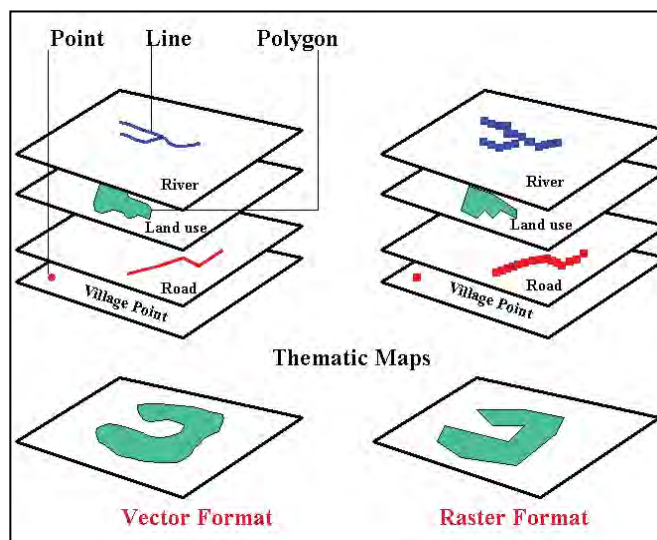 Point Line Polygon
River
Land use
Road
Village Point
River
Land use
Road
Village Point
Thematic Maps
Vector Format
Raster Format